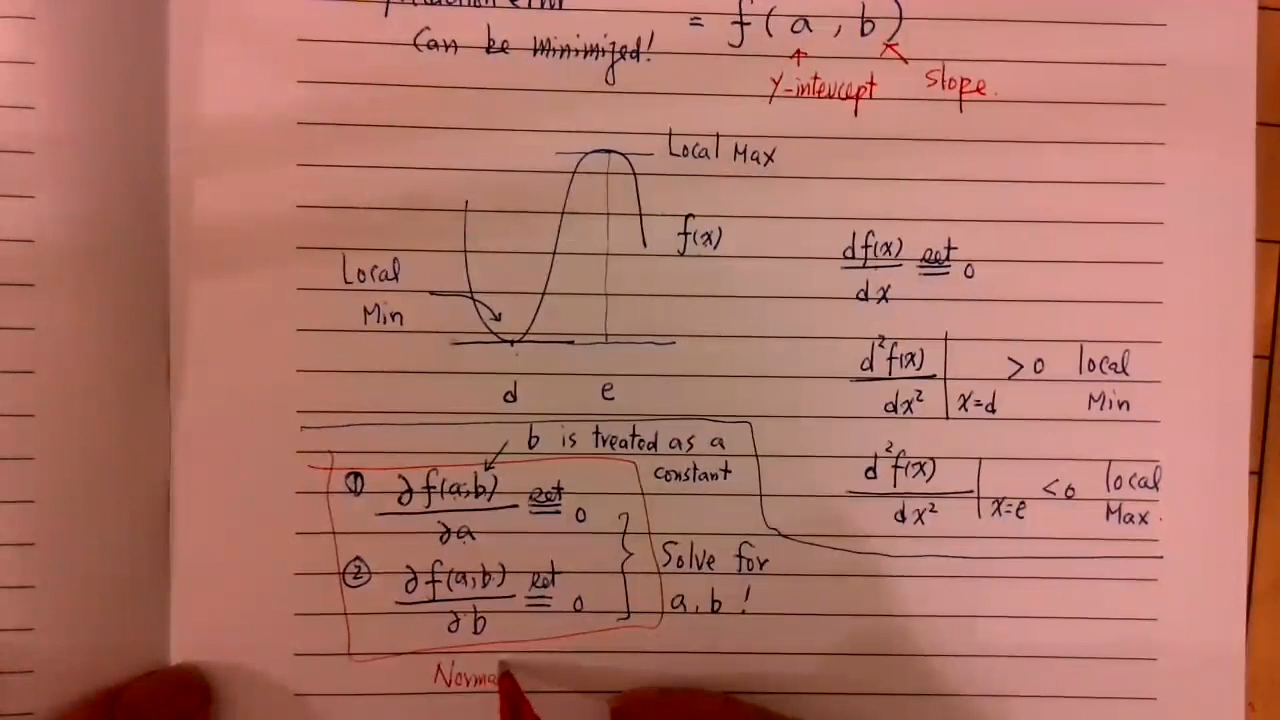 = f(a, b)
Can be minimized!
Y-intercept slope.
Local Max
f(x)
Local
Min
df(x)/dx set = 0
d e
d²f(x)/dx² | x=d >0 local Min
b is treated as a
constant
d²f(x)/dx² | x=e <0 local Max.
① ∂f(a,b)/∂a set = 0
② ∂f(a,b)/∂b set = 0
Solve for
a, b!
Norma